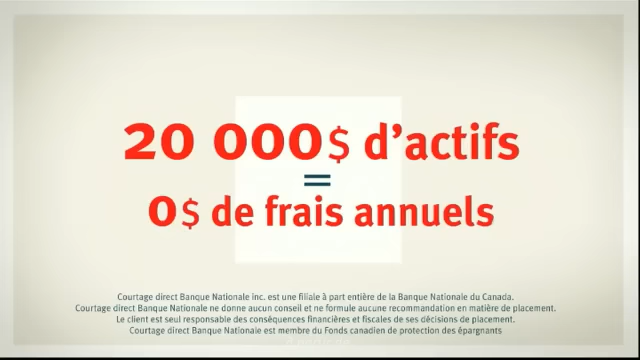 20 000$ d'actifs
=
0$ de frais annuels
Courtage direct Banque Nationale inc. est une filiale à part entière de la Banque Nationale du Canada.
Courtage direct Banque Nationale ne donne aucun conseil et ne formule aucune recommandation en matière de placement.
Le client est seul responsable des conséquences financières et fiscales de ses décisions de placement.
Courtage direct Banque Nationale est membre du Fonds canadien de protection des épargnants